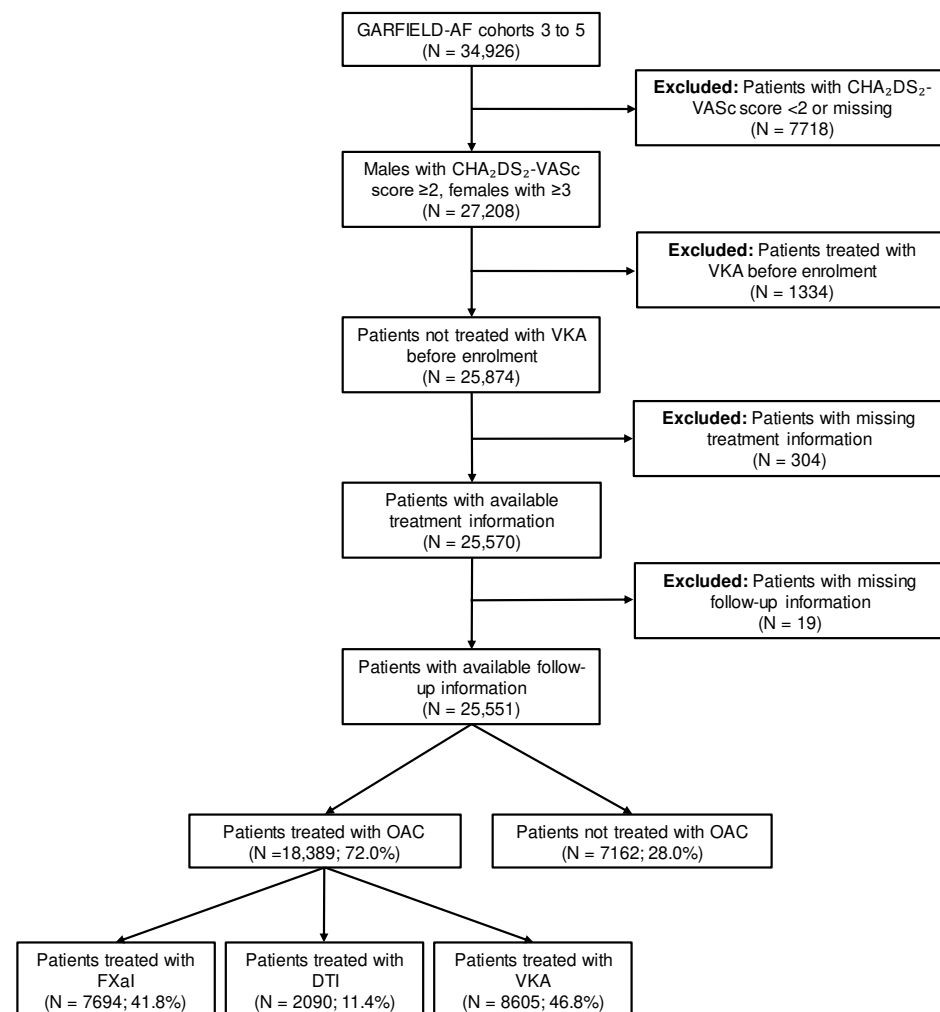 GARFIELD-AF cohorts 3 to 5
(N = 34,926)
Excluded: Patients with CHA₂DS₂-
VASc score <2 or missing
(N = 7718)
Males with CHA₂DS₂-VASc
score ≥2, females with ≥3
(N = 27,208)
Excluded: Patients treated with
VKA before enrolment
(N = 1334)
Patients not treated with VKA
before enrolment
(N = 25,874)
Excluded: Patients with missing
treatment information
(N = 304)
Patients with available
treatment information
(N = 25,570)
Excluded: Patients with missing
follow-up information
(N = 19)
Patients with available follow-
up information
(N = 25,551)
Patients treated with OAC
(N =18,389; 72.0%)
Patients not treated with OAC
(N = 7162; 28.0%)
Patients treated with
FXaI
(N = 7694; 41.8%)
Patients treated with
DTI
(N = 2090; 11.4%)
Patients treated with
VKA
(N = 8605; 46.8%)